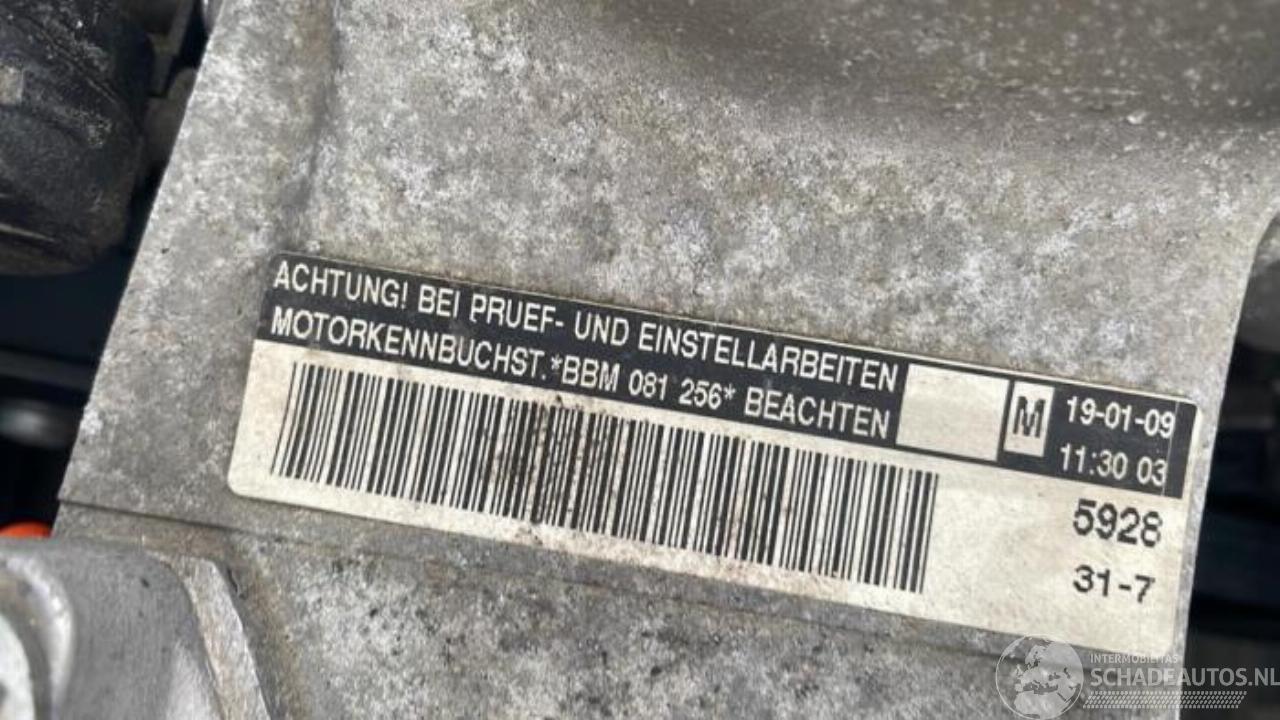 ACHTUNG! BEI PRUEF- UND EINSTELLARBEITEN
MOTORKENNBUCHST.*BBM 081 256* BEACHTEN
M
19-01-09
11:30 03
5928
31-7
INTERMOBILITAS
SCHADEAUTOS.NL